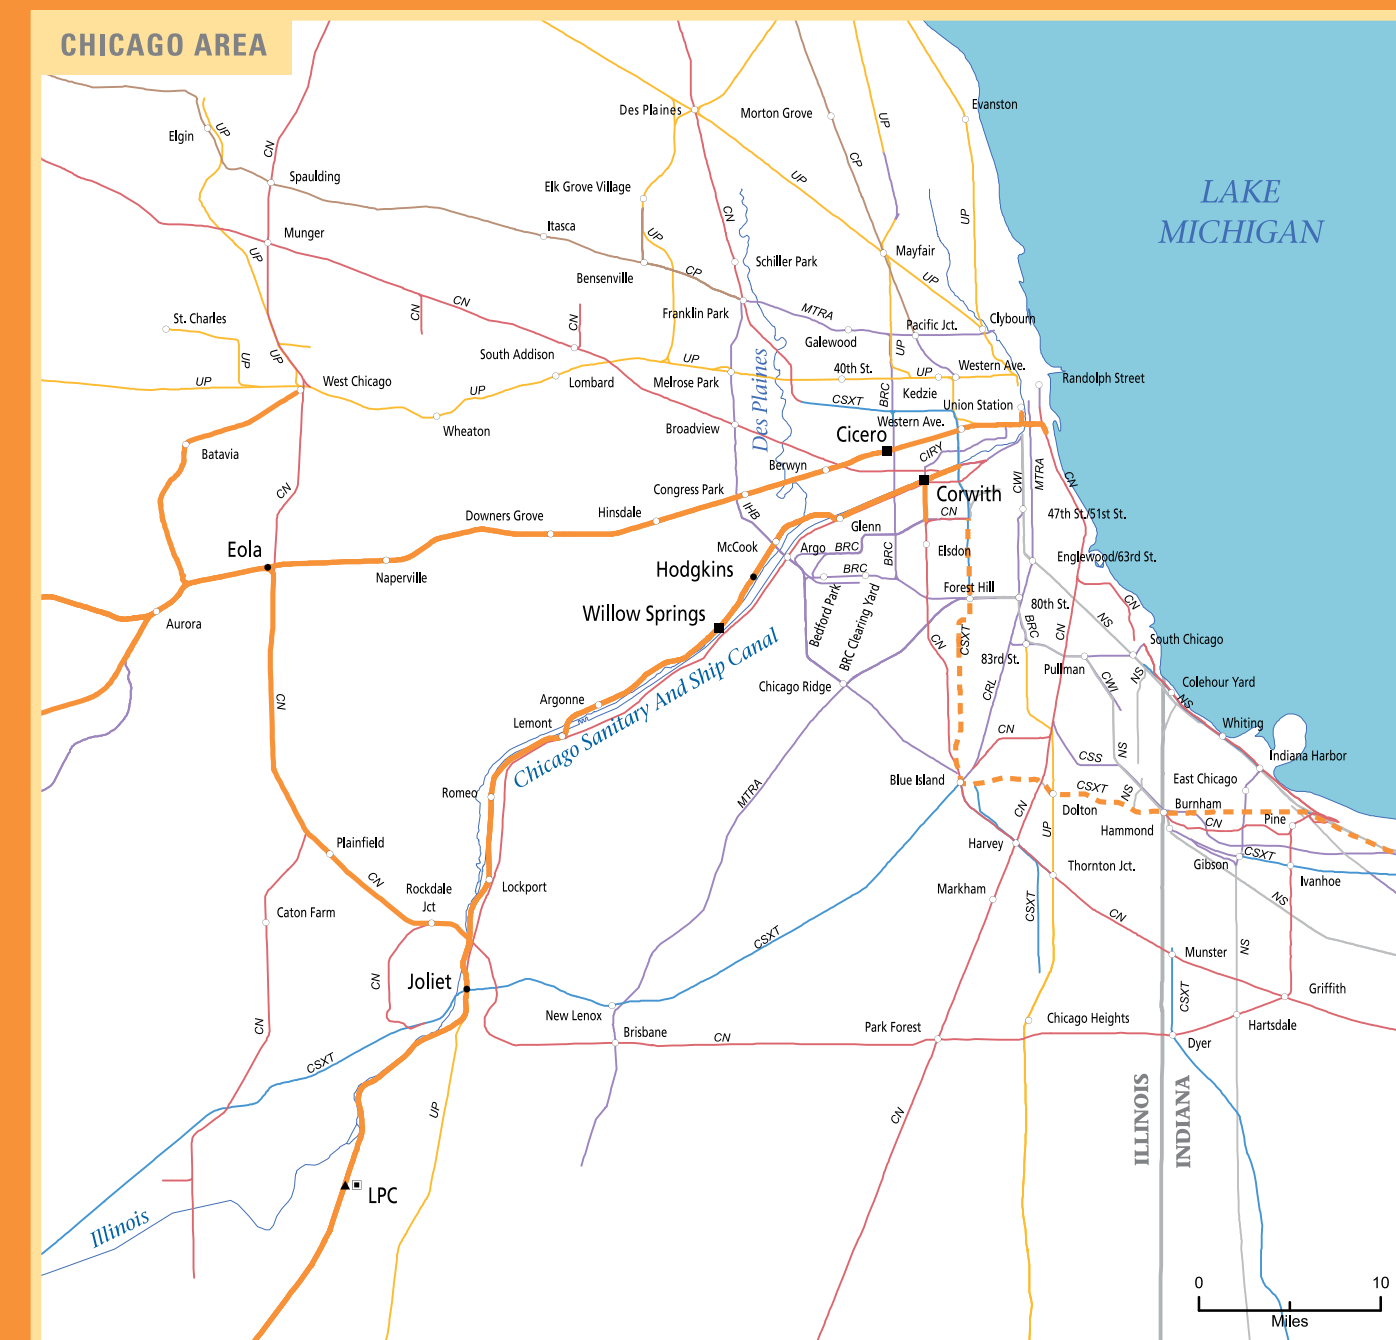 CHICAGO AREA
LAKE
MICHIGAN
Evanston
Des Plaines
Morton Grove
UP
UP
Elgin
CN
CP
Spaulding
UP
Elk Grove Village
CN
UP
Itasca
Munger
UP
UP
Mayfair
Schiller Park
CP
Bensenville
UP
CN
CN
CN
MTRA
Franklin Park
St. Charles
Clybourn
Pacific Jct.
Galewood
UP
South Addison
UP
UP
UP
Western Ave.
40th St.
UP
Randolph Street
Melrose Park
Lombard
West Chicago
UP
UP
BRC
Kedzie
CSXT
Union Station
Des Plaines
Western Ave.
Broadview
Wheaton
Cicero
Batavia
CIRY
Berwyn
CWI
MTRA
CN
Congress Park
CN
Corwith
IHB
Hinsdale
Downers Grove
CN
47th St./51st St.
Glenn
Eola
McCook
Argo
BRC
BRC
Elsdon
Englewood/63rd St.
Hodgkins
BRC
Naperville
Forest Hill
CN
Willow Springs
Bedford Park
BRC Clearing Yard
80th St.
NS
Aurora
BRC
CN
CN
CSXT
South Chicago
83rd/St.
Pullman
NS
Chicago Ridge
CRL
CWI
Colehour Yard
NS
CN
Argonne
Lemont
Chicago Sanitary And Ship Canal
Whiting
CN
NS
CSS
Indiana Harbor
Blue Island
East Chicago
CSXT
NS
Romeo
MTRA
Burnham
Dolton
CN
Pine
CN
Hammond
UP
Plainfield
Harvey
CSXT
Gibson
Thornton Jct.
CN
Ivanhoe
Rockdale
Jct
Lockport
Markham
NS
CSXT
Caton Farm
CN
CSXT
Munster
NS
Joliet
CN
Griffith
CSXT
New Lenox
Chicago Heights
Park Forest
Hartsdale
CN
Brisbane
CN
Dyer
CSXT
UP
CN
ILLINOIS
INDIANA
LPC
Illinois
0
10
Miles